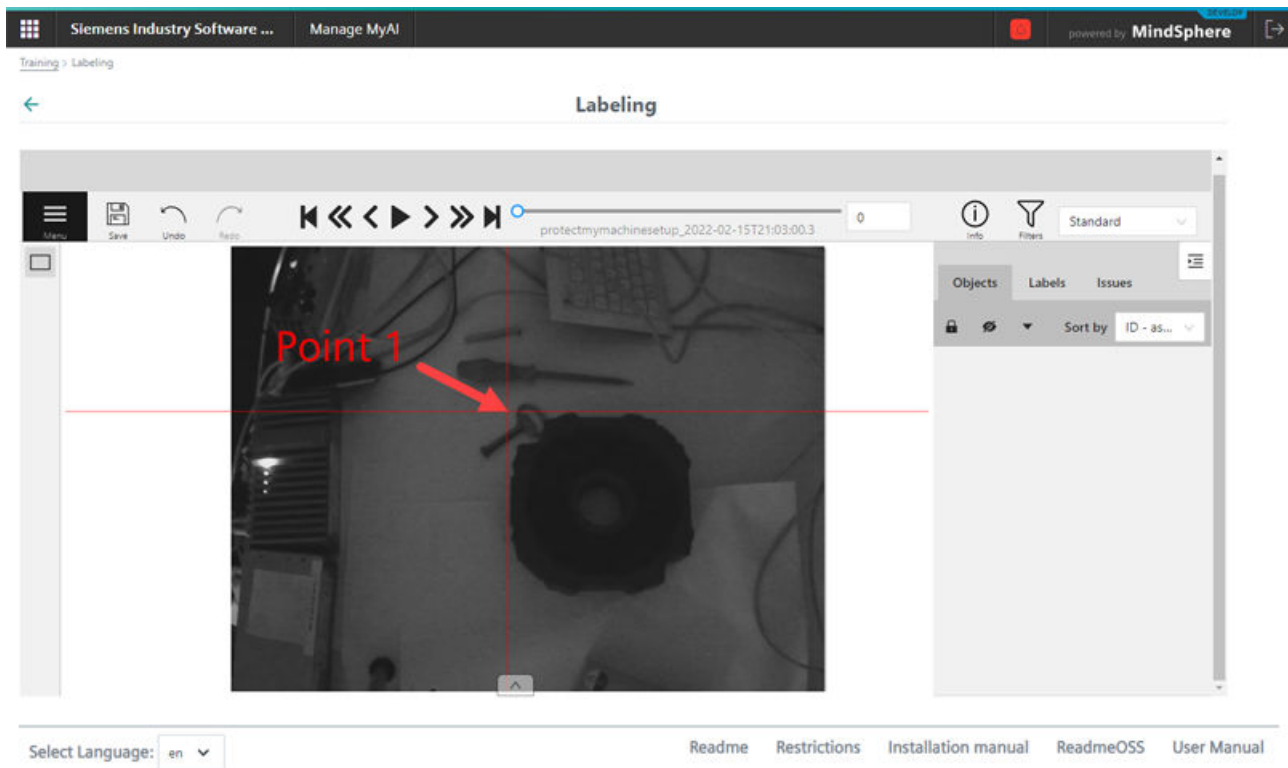 DEVELOP
Siemens Industry Software ... Manage MyAI powered by MindSphere
Training > Labeling
Labeling
Menu Save Undo Redo protectmymachinesetup_2022-02-15T21:03:00.3 0 Info Filters Standard
Objects Labels Issues
Sort by ID - as...
Point 1
Select Language: en Readme Restrictions Installation manual ReadmeOSS User Manual